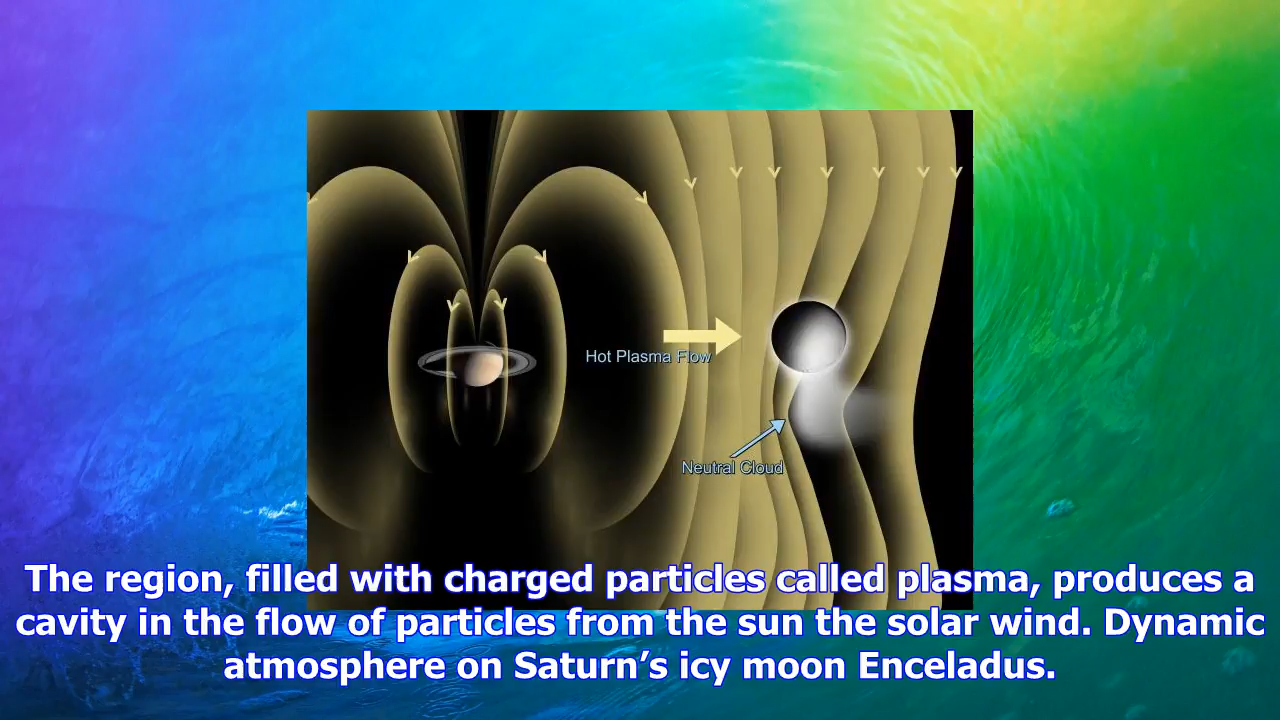 Hot Plasma Flow
Neutral Cloud
The region, filled with charged particles called plasma, produces a
cavity in the flow of particles from the sun the solar wind. Dynamic
atmosphere on Saturn’s icy moon Enceladus.